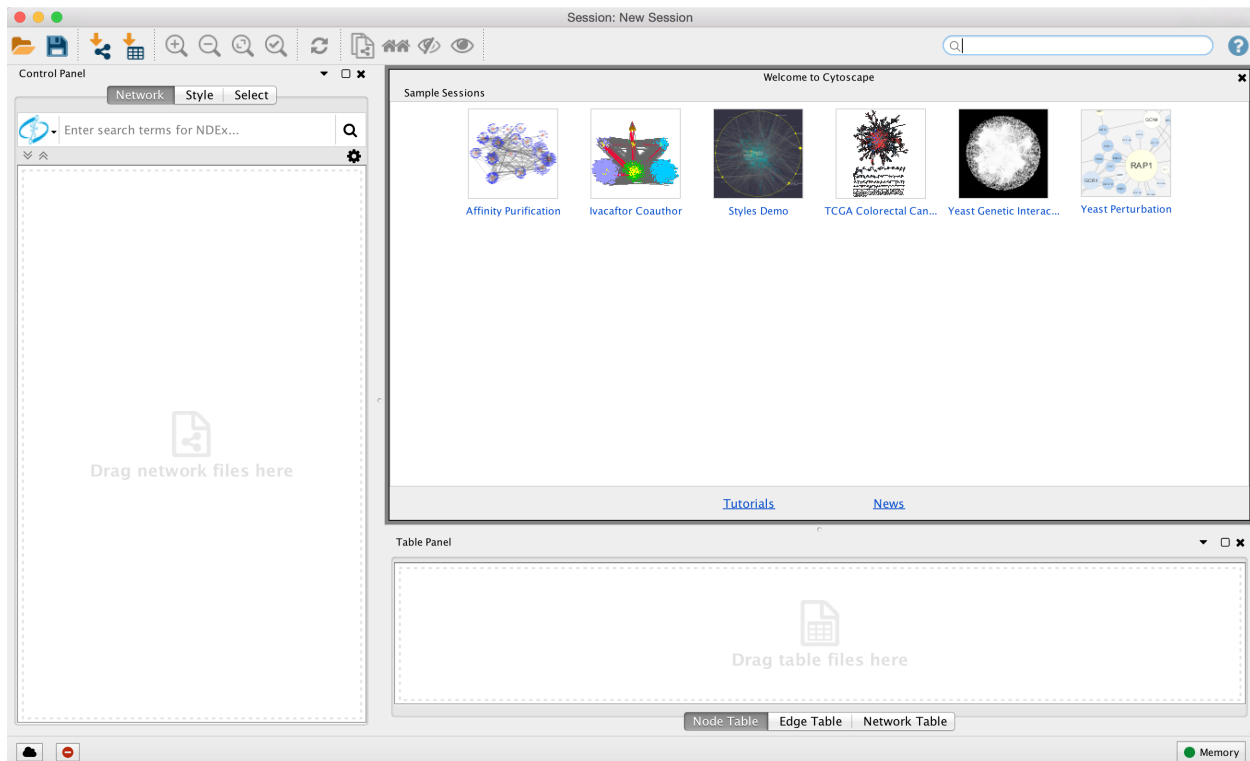 Session: New Session
Control Panel
Network Style Select
Enter search terms for NDEx...
Drag network files here
Welcome to Cytoscape
Sample Sessions
RAP1
Affinity Purification Ivacaftor Coauthor Styles Demo TCGA Colorectal Can... Yeast Genetic Interac... Yeast Perturbation
Tutorials News
Table Panel
Drag table files here
Node Table Edge Table Network Table
Memory